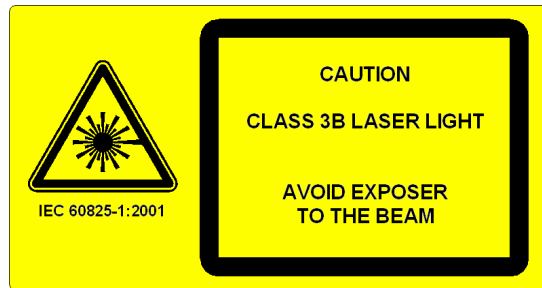 CAUTION
CLASS 3B LASER LIGHT
AVOID EXPOSER
TO THE BEAM
IEC 60825-1:2001